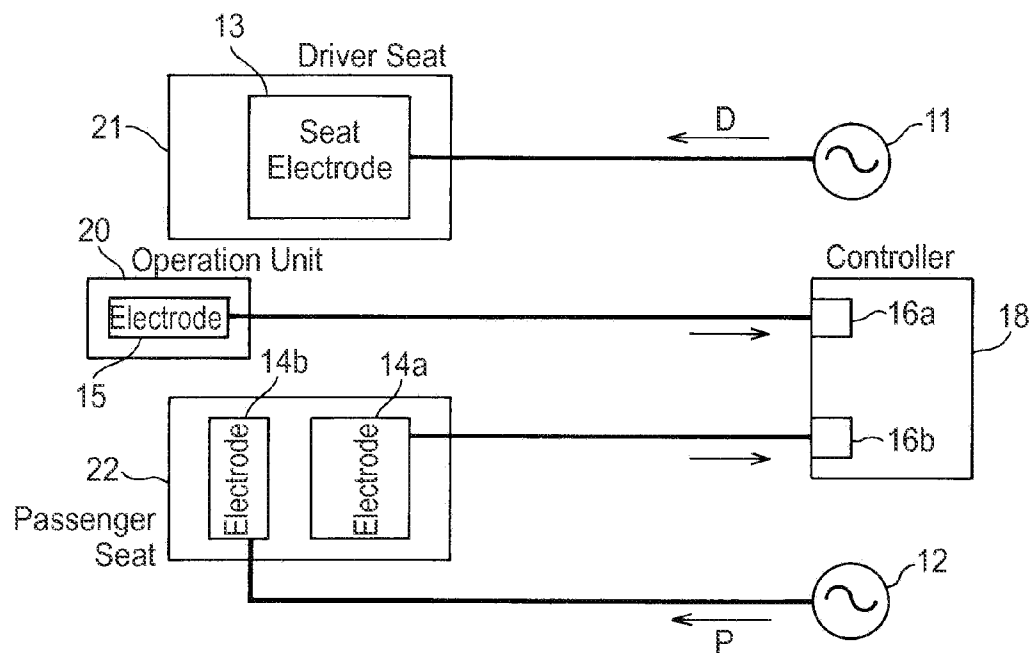 13
Driver Seat
21
Seat
Electrode
D
11
20
Operation Unit
Controller
Electrode
16a
18
15
14b
14a
Electrode
Electrode
16b
22
Passenger
Seat
12
P